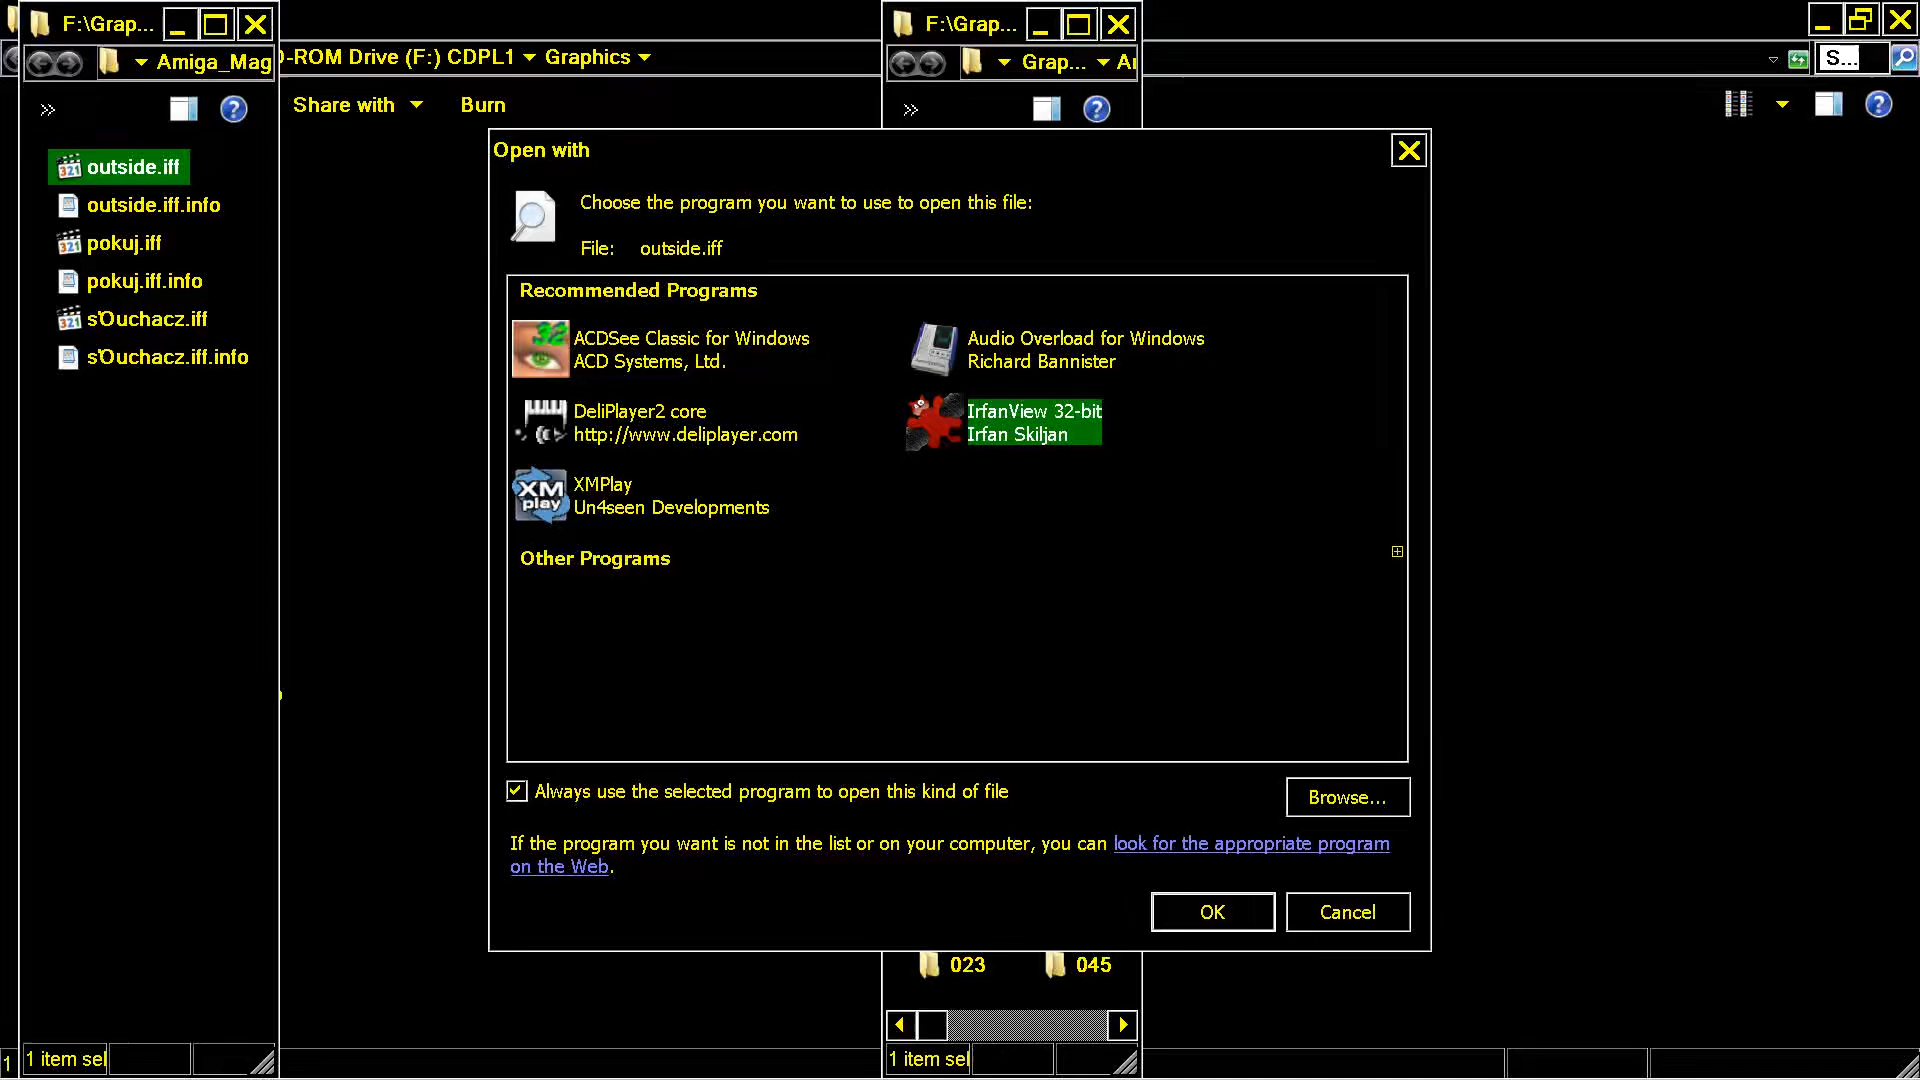 F:\Grap...
Amiga_Mag
outside.iff
outside.iff.info
pokuj.iff
pokuj.iff.info
s'Ouchacz.iff
s'Ouchacz.iff.info
1 item sel
1
-ROM Drive (F:) CDPL1 Graphics
Share with Burn
F:\Grap...
Grap...
S...
Open with
Choose the program you want to use to open this file:
File: outside.iff
Recommended Programs
32
ACDSee Classic for Windows
ACD Systems, Ltd.
Audio Overload for Windows
Richard Bannister
DeliPlayer2 core
http://www.deliplayer.com
IrfanView 32-bit
Irfan Skiljan
XM
play
XMPlay
Un4seen Developments
Other Programs
Always use the selected program to open this kind of file
Browse...
If the program you want is not in the list or on your computer, you can look for the appropriate program
on the Web.
OK Cancel
023 045
1 item sel